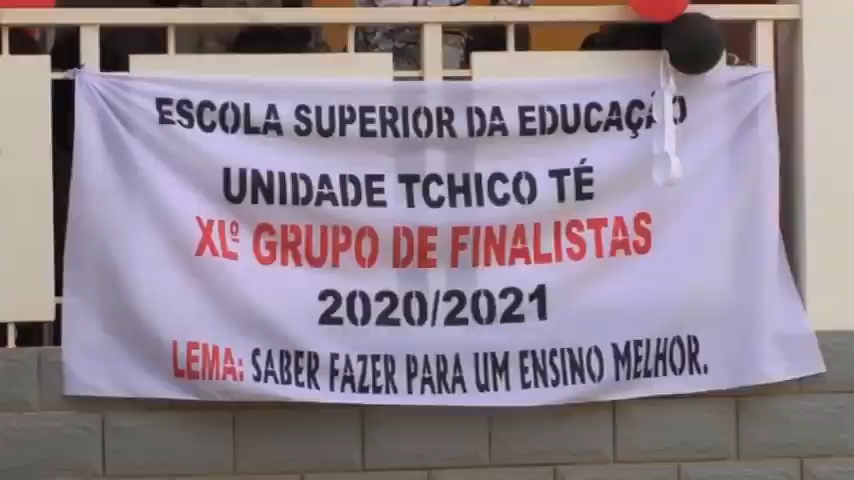 ESCOLA SUPERIOR DA EDUCAÇÃO
UNIDADE TCHICO TÉ
XLº GRUPO DE FINALISTAS
2020/2021
LEMA: SABER FAZER PARA UM ENSINO MELHOR.